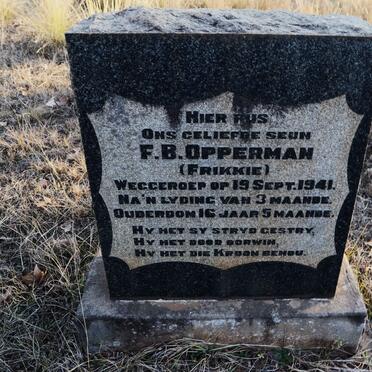 HIER RUS
ONS GELIEFDE SEUN
F.B. OPPERMAN
(FRIKKIE)
WEGGEROEP OP 19 SEPT. 1941.
NA'N LYDING VAN 3 MAANDE.
OUDERDOM 16 JAAR 5 MAANDE.
HY HET SY STRYD GESTRY,
HY HET DOOD OORWIN,
HY HET DIE KROON BEHOU.